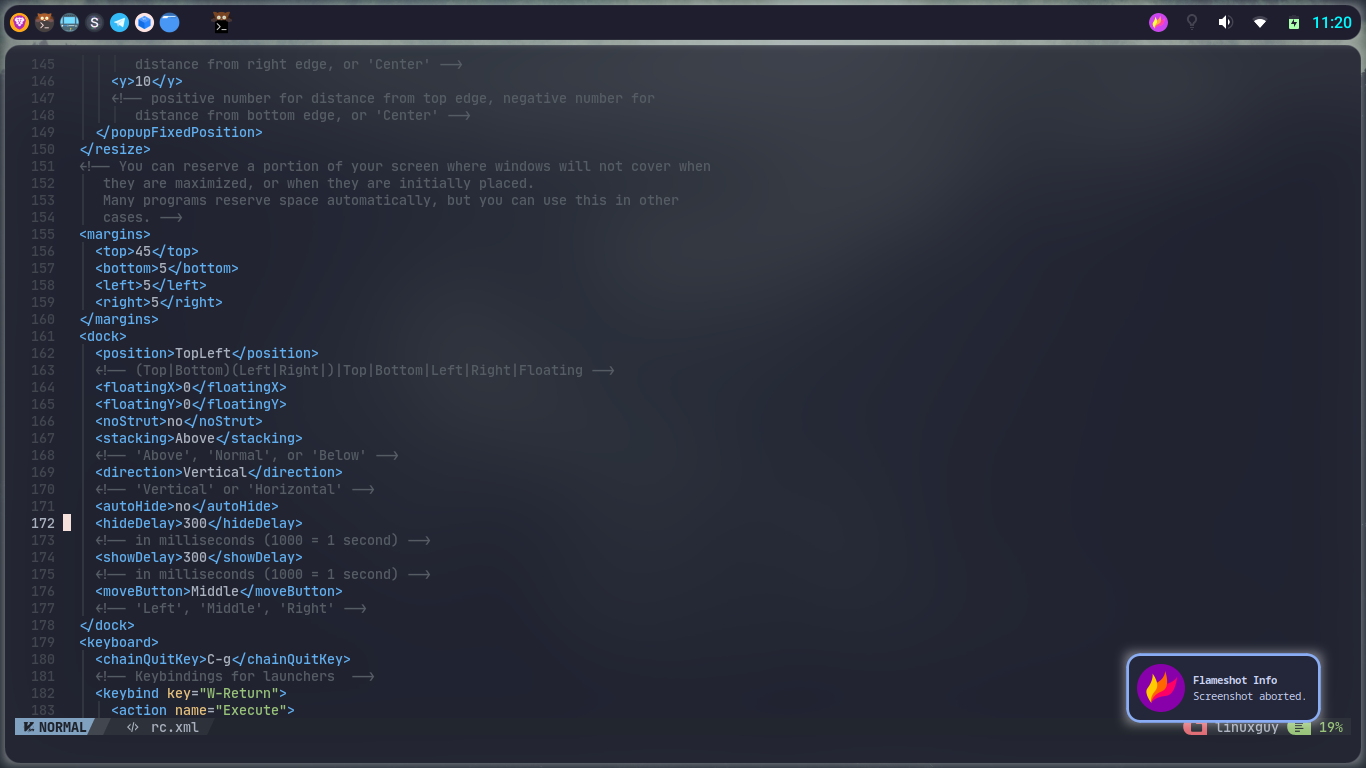 S
11:20
145 distance from right edge, or 'Center' -->
146 <y>10</y>
147 <!-- positive number for distance from top edge, negative number for
148 distance from bottom edge, or 'Center' -->
149 </popupFixedPosition>
150 </resize>
151 <!-- You can reserve a portion of your screen where windows will not cover when
152 they are maximized, or when they are initially placed.
153 Many programs reserve space automatically, but you can use this in other
154 cases. -->
155 <margins>
156 <top>45</top>
157 <bottom>5</bottom>
158 <left>5</left>
159 <right>5</right>
160 </margins>
161 <dock>
162 <position>TopLeft</position>
163 <!-- (Top|Bottom)(Left|Right|)|Top|Bottom|Left|Right|Floating -->
164 <floatingX>0</floatingX>
165 <floatingY>0</floatingY>
166 <noStrut>no</noStrut>
167 <stacking>Above</stacking>
168 <!-- 'Above', 'Normal', or 'Below' -->
169 <direction>Vertical</direction>
170 <!-- 'Vertical' or 'Horizontal' -->
171 <autoHide>no</autoHide>
172 <hideDelay>300</hideDelay>
173 <!-- in milliseconds (1000 = 1 second) -->
174 <showDelay>300</showDelay>
175 <!-- in milliseconds (1000 = 1 second) -->
176 <moveButton>Middle</moveButton>
177 <!-- 'Left', 'Middle', 'Right' -->
178 </dock>
179 <keyboard>
180 <chainQuitKey>C-g</chainQuitKey>
181 <!-- Keybindings for launchers -->
182 <keybind key="W-Return">
183 <action name="Execute">
Flameshot Info
Screenshot aborted.
NORMAL </> rc.xml linuxguy 19%